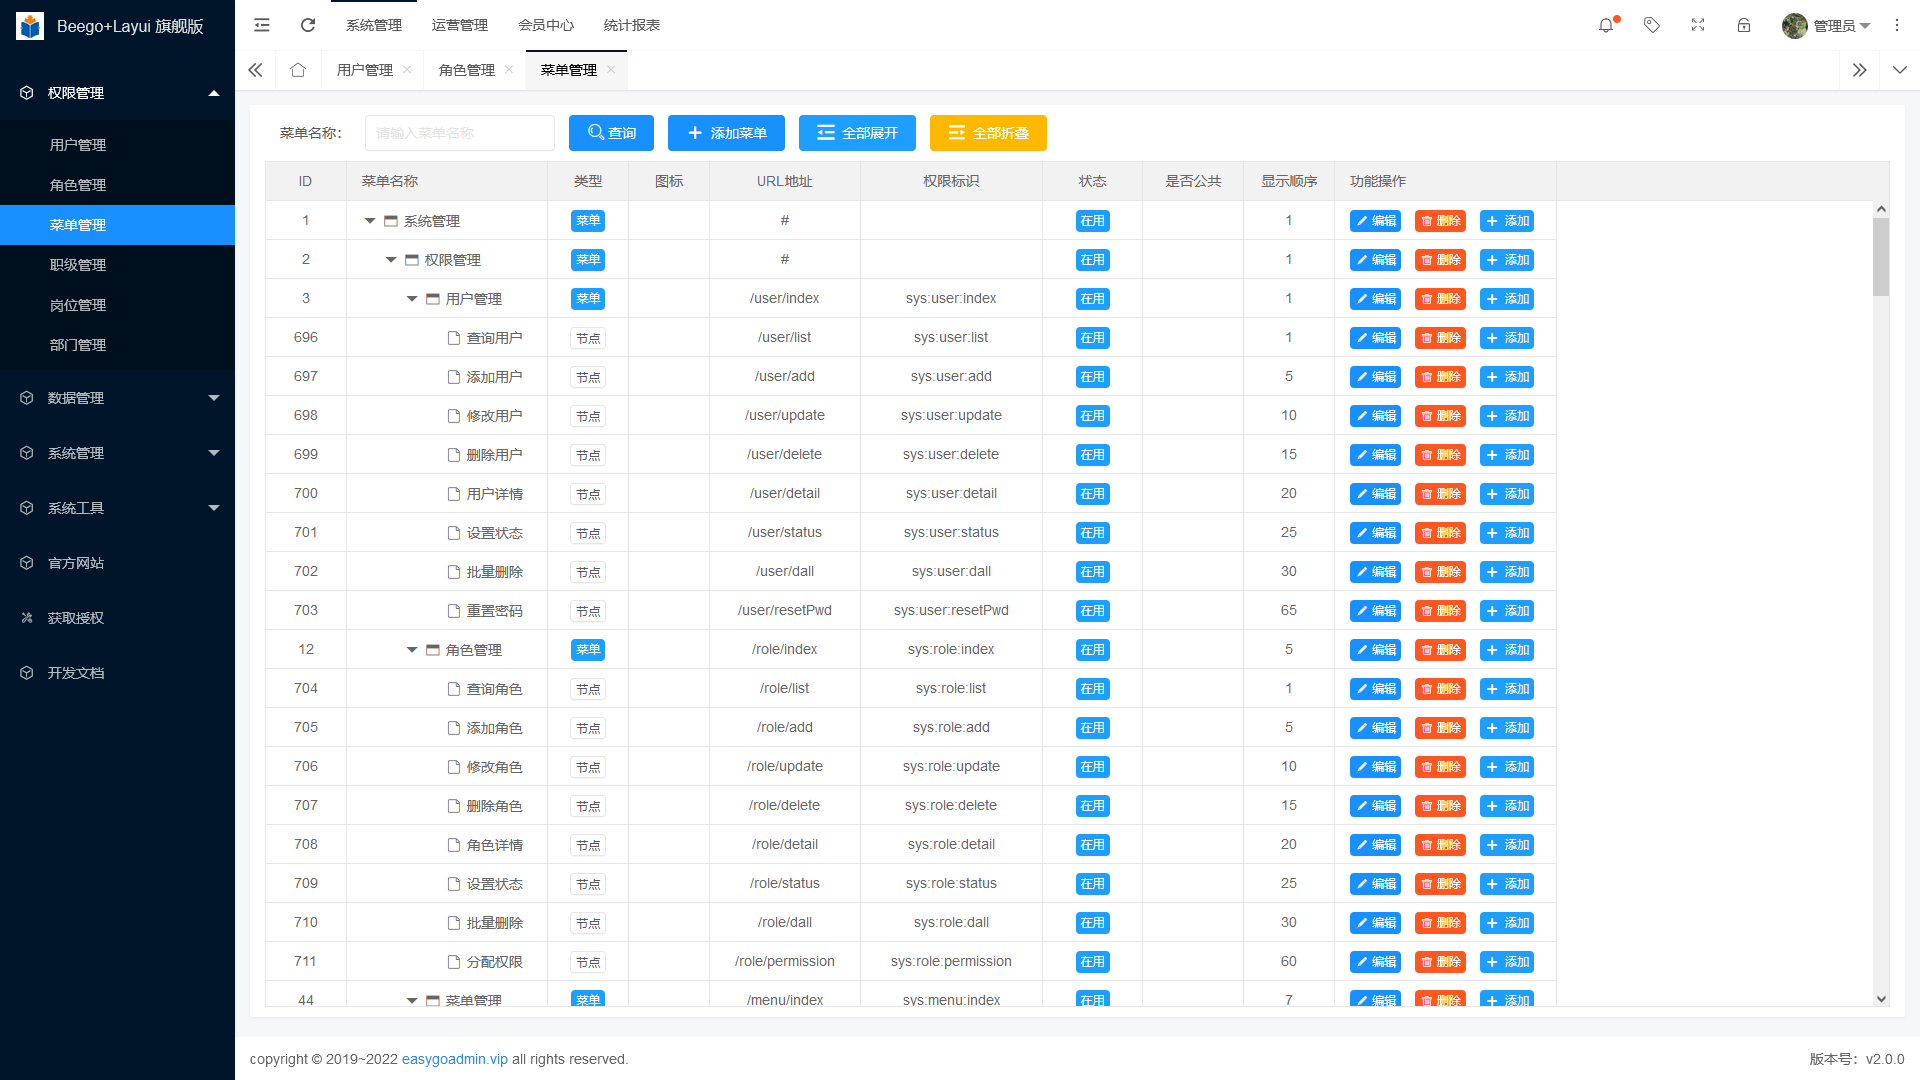 Beego+Layui 旗舰版
系统管理 运营管理 会员中心 统计报表 管理员
用户管理 角色管理 菜单管理
权限管理
用户管理
角色管理
菜单管理
职级管理
岗位管理
部门管理
数据管理
系统管理
系统工具
官方网站
获取授权
开发文档
菜单名称： 请输入菜单名称 查询 添加菜单 全部展开 全部折叠
ID 菜单名称 类型 图标 URL地址 权限标识 状态 是否公共 显示顺序 功能操作
1 系统管理 菜单 # 在用 1 编辑 删除 添加
2 权限管理 菜单 # 在用 1 编辑 删除 添加
3 用户管理 菜单 /user/index sys:user:index 在用 1 编辑 删除 添加
696 查询用户 节点 /user/list sys:user:list 在用 1 编辑 删除 添加
697 添加用户 节点 /user/add sys:user:add 在用 5 编辑 删除 添加
698 修改用户 节点 /user/update sys:user:update 在用 10 编辑 删除 添加
699 删除用户 节点 /user/delete sys:user:delete 在用 15 编辑 删除 添加
700 用户详情 节点 /user/detail sys:user:detail 在用 20 编辑 删除 添加
701 设置状态 节点 /user/status sys:user:status 在用 25 编辑 删除 添加
702 批量删除 节点 /user/dall sys:user:dall 在用 30 编辑 删除 添加
703 重置密码 节点 /user/resetPwd sys:user:resetPwd 在用 65 编辑 删除 添加
12 角色管理 菜单 /role/index sys:role:index 在用 5 编辑 删除 添加
704 查询角色 节点 /role/list sys:role:list 在用 1 编辑 删除 添加
705 添加角色 节点 /role/add sys:role:add 在用 5 编辑 删除 添加
706 修改角色 节点 /role/update sys:role:update 在用 10 编辑 删除 添加
707 删除角色 节点 /role/delete sys:role:delete 在用 15 编辑 删除 添加
708 角色详情 节点 /role/detail sys:role:detail 在用 20 编辑 删除 添加
709 设置状态 节点 /role/status sys:role:status 在用 25 编辑 删除 添加
710 批量删除 节点 /role/dall sys:role:dall 在用 30 编辑 删除 添加
711 分配权限 节点 /role/permission sys:role:permission 在用 60 编辑 删除 添加
44 菜单管理 菜单 /menu/index sys:menu:index 在用 7 编辑 删除 添加
copyright © 2019~2022 easygoadmin.vip all rights reserved. 版本号：v2.0.0